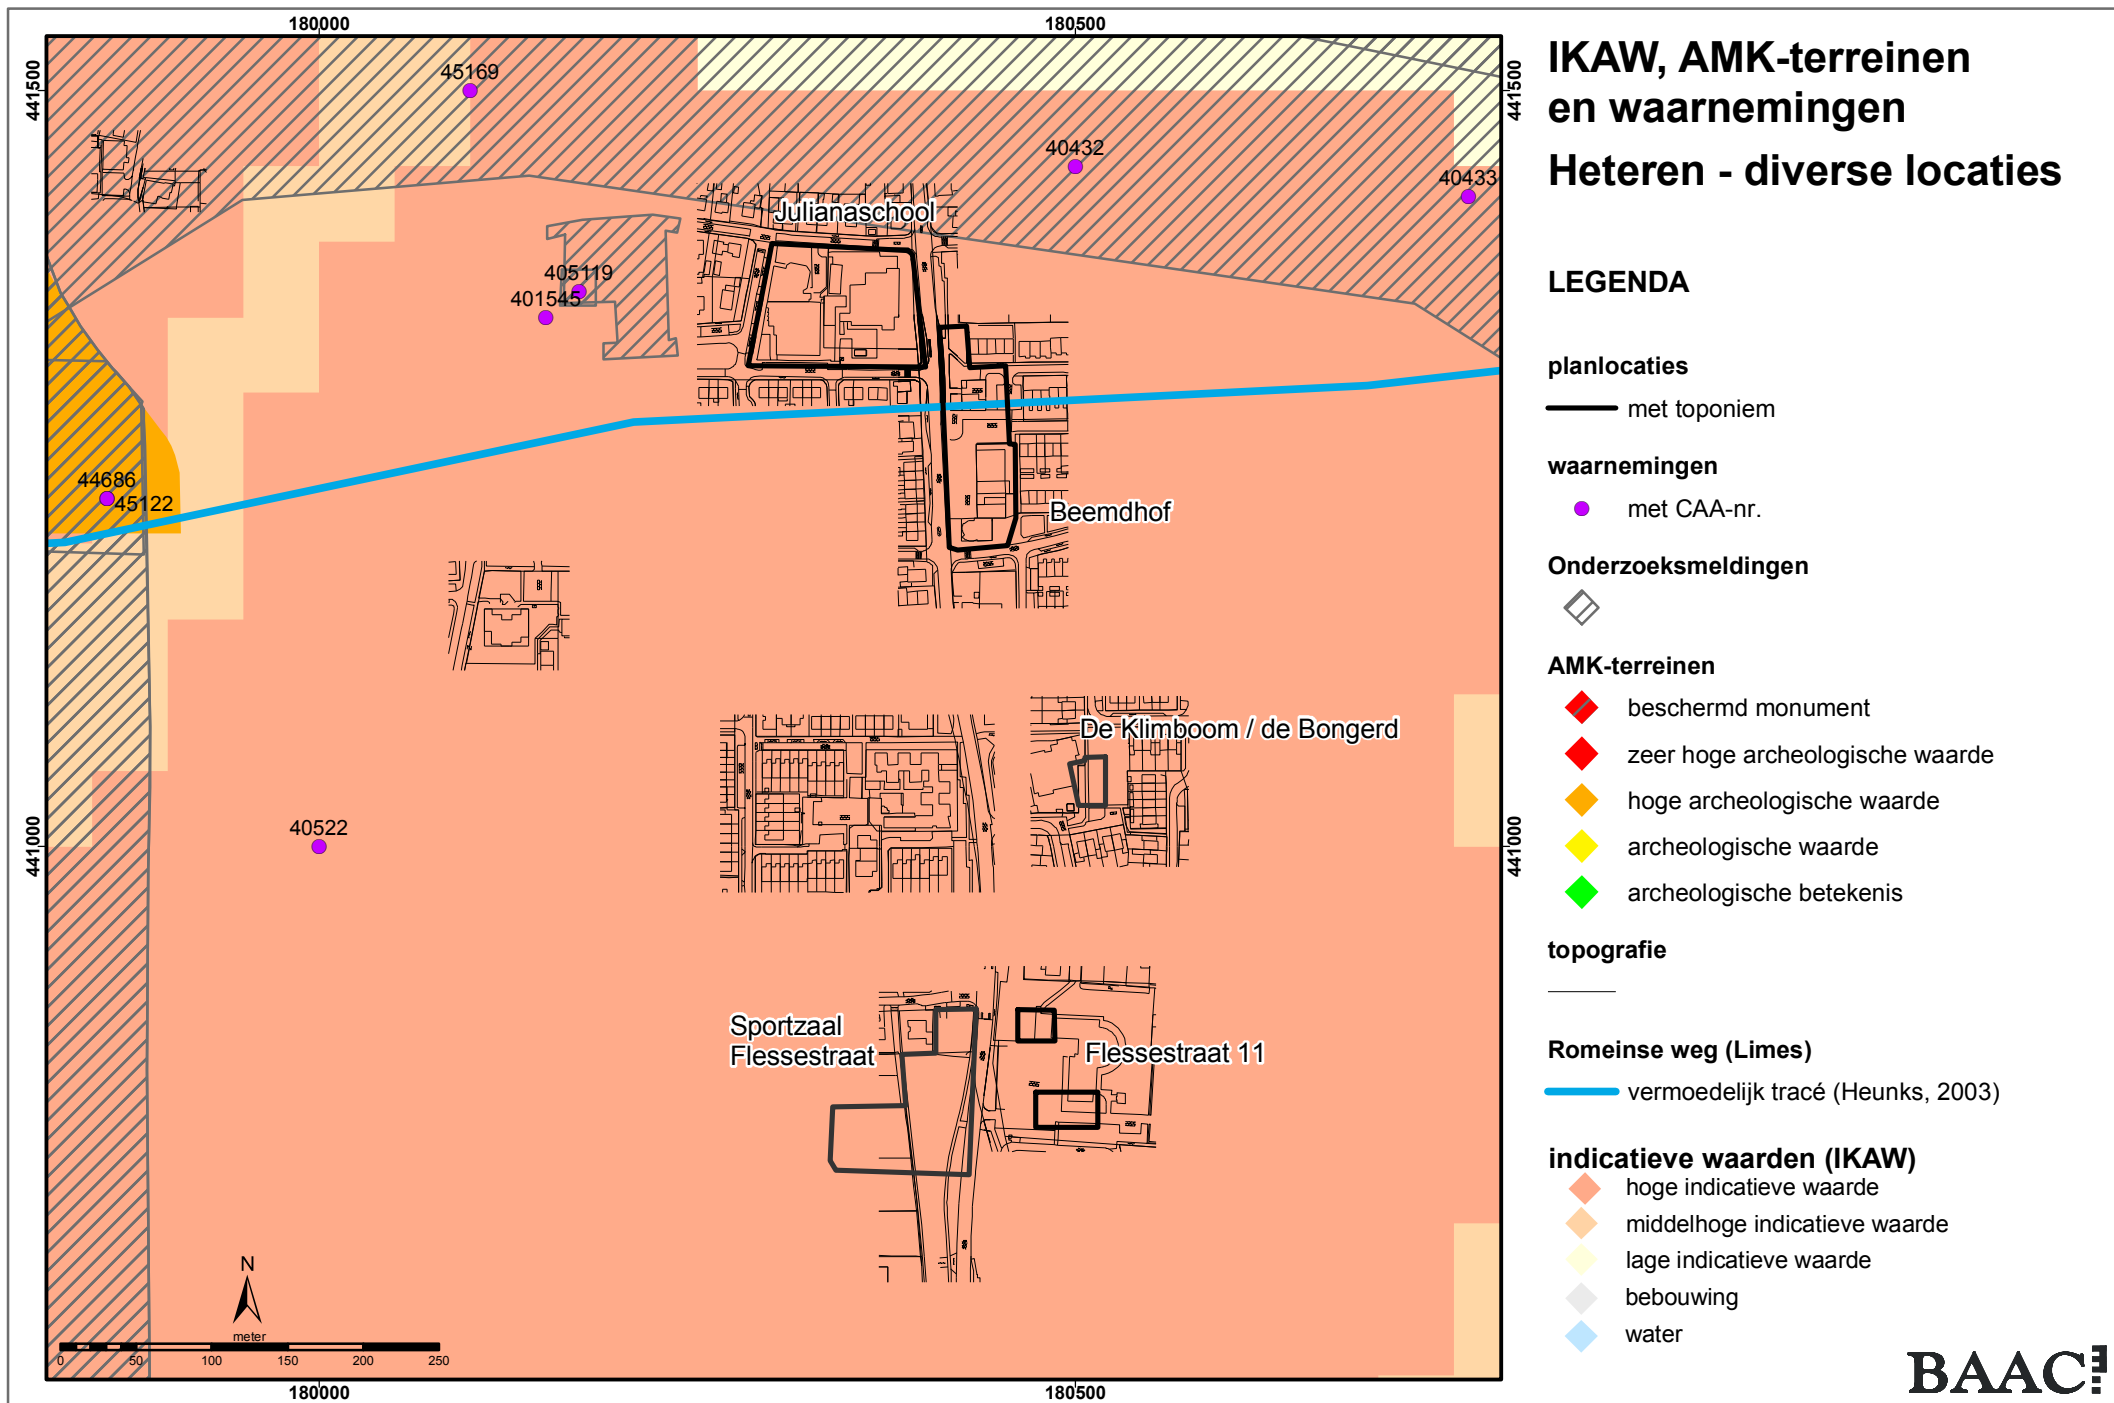 180000
180500
441500
441500
45169
40432
40433
Julianaschool
405119
401545
44686
45122
Beemdhof
De Klimboom / de Bongerd
40522
441000
441000
Sportzaal
Flessestraat
Flessestraat 11
N
meter
0 50 100 150 200 250
180000
180500
IKAW, AMK-terreinen
en waarnemingen
Heteren - diverse locaties
LEGENDA
planlocaties
met toponiem
waarnemingen
met CAA-nr.
Onderzoeksmeldingen
AMK-terreinen
beschermd monument
zeer hoge archeologische waarde
hoge archeologische waarde
archeologische waarde
archeologische betekenis
topografie
Romeinse weg (Limes)
vermoedelijk tracé (Heunks, 2003)
indicatieve waarden (IKAW)
hoge indicatieve waarde
middelhoge indicatieve waarde
lage indicatieve waarde
bebouwing
water
BAAC